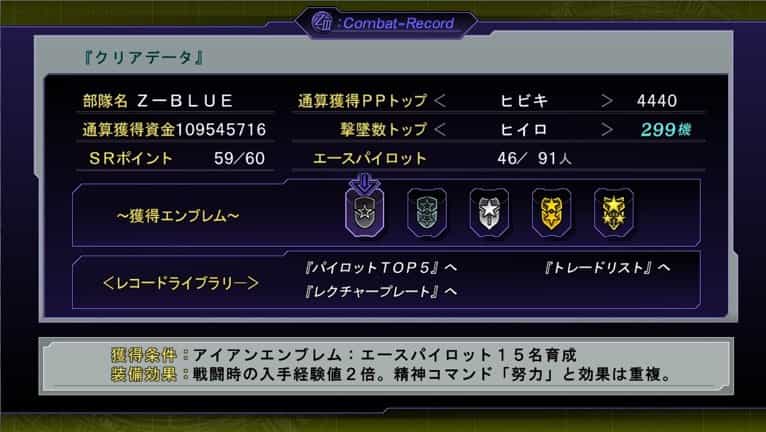 ZⅢ :Combat-Record
『クリアデータ』
部隊名 Z－BLUE 通算獲得PPトップ ＜ ヒビキ ＞ 4440
通算獲得資金109545716 撃墜数トップ ＜ ヒイロ ＞ 299機
SRポイント 59/60 エースパイロット 46/ 91人
～獲得エンブレム～
＜レコードライブラリー＞ 『パイロットTOP5』へ 『トレードリスト』へ
『レクチャープレート』へ
獲得条件：アイアンエンブレム：エースパイロット１５名育成
装備効果：戦闘時の入手経験値２倍。精神コマンド「努力」と効果は重複。